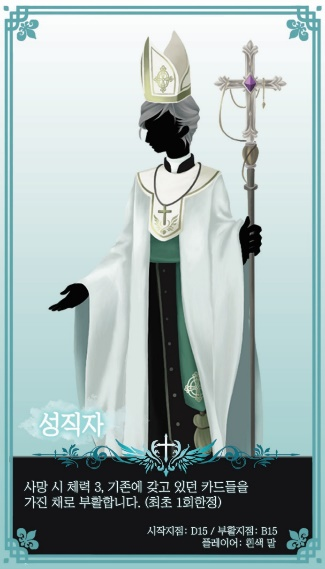 성직자
사망 시 체력 3, 기존에 갖고 있던 카드들을
가진 채로 부활합니다. (최초 1회한정)
시작지점: D15 / 부활지점: B15
플레이어: 흰색 말